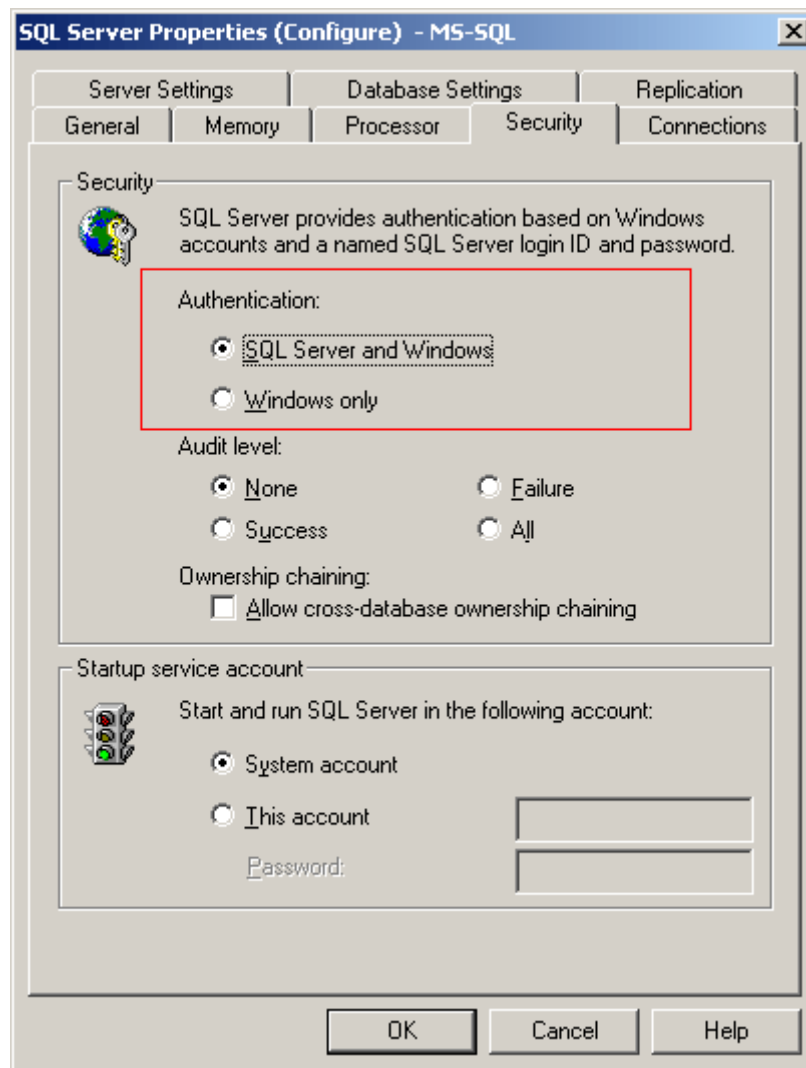 SQL Server Properties (Configure) - MS-SQL
Server Settings
Database Settings
Replication
General
Memory
Processor
Security
Connections
Security
SQL Server provides authentication based on Windows
accounts and a named SQL Server login ID and password.
Authentication:
SQL Server and Windows
Windows only
Audit level:
None
Failure
Success
All
Ownership chaining:
Allow cross-database ownership chaining
Startup service account
Start and run SQL Server in the following account:
System account
This account
Password:
OK
Cancel
Help